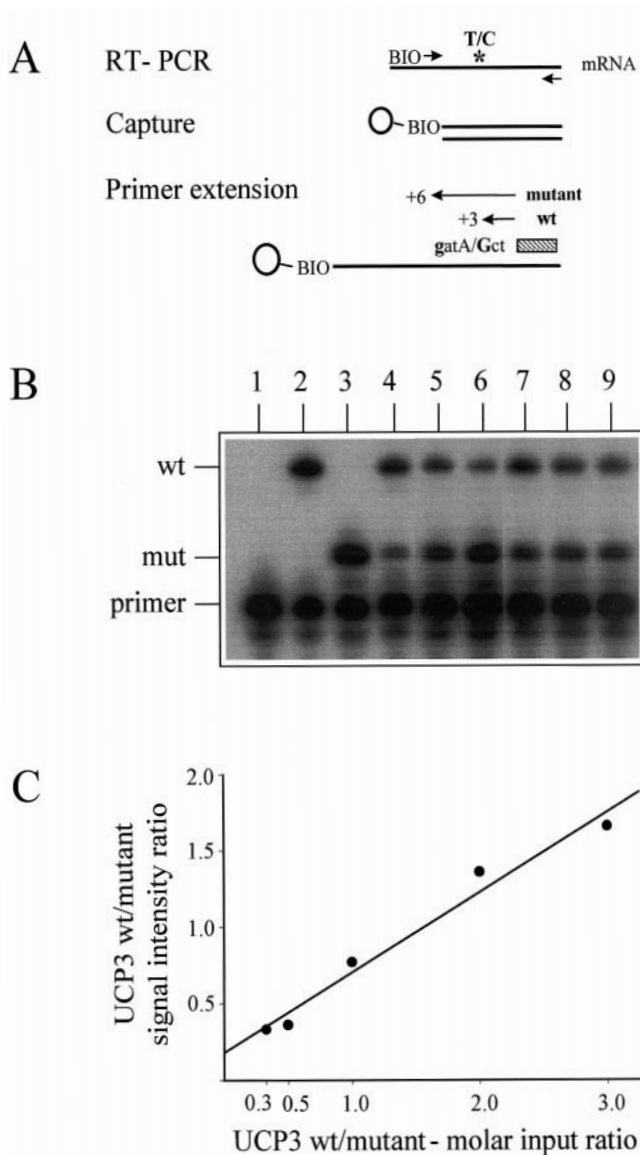 A
RT- PCR
BIO
T/C
*
mRNA
Capture
BIO
Primer extension
+6
mutant
+3
wt
gatA/Gct
BIO
B
1 2 3 4 5 6 7 8 9
wt
mut
primer
C
UCP3 wt/mutant
signal intensity ratio
2.0
1.5
1.0
0.5
0.3 0.5 1.0 2.0 3.0
UCP3 wt/mutant - molar input ratio